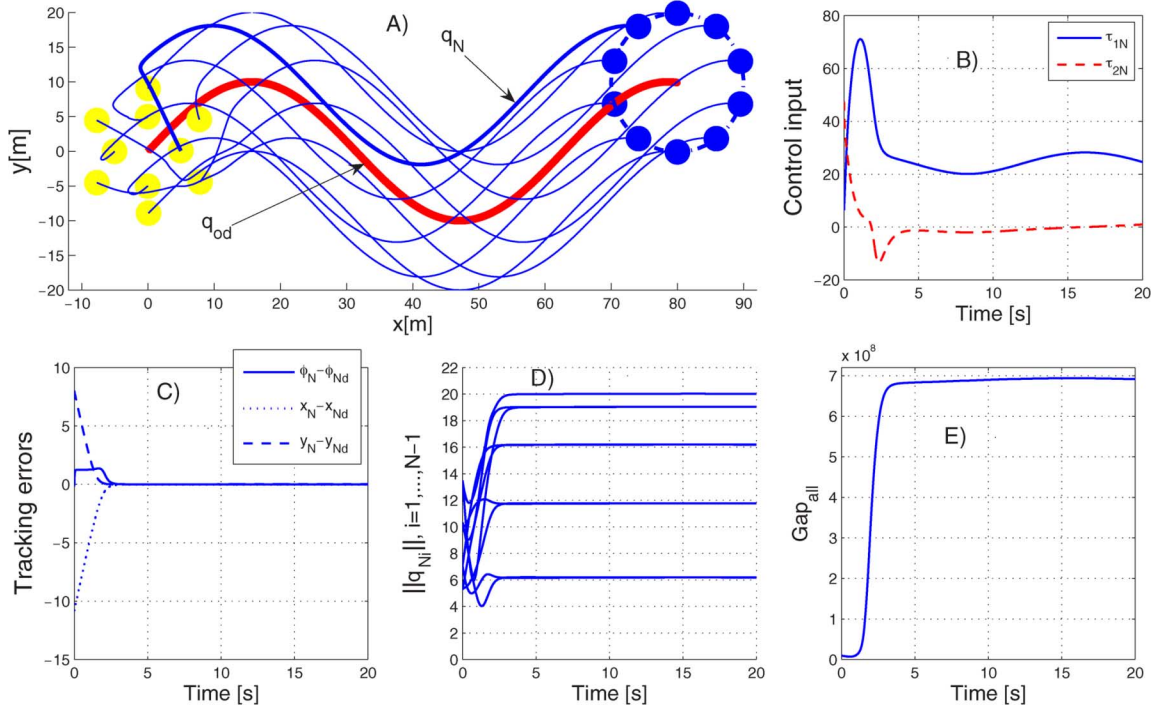 A)
q_N
q_od
y[m]
20
15
10
5
0
−5
−10
15
20
−10 0 10 20 30 40 50 60 70 80 90
x[m]
B)
τ_1N
τ_2N
Control input
80
60
40
20
0
−20
0 5 10 15 20
Time [s]
C)
ϕ_N−ϕ_Nd
x_N−x_Nd
y_N−y_Nd
Tracking errors
10
5
0
−5
−10
−15
0 5 10 15 20
Time [s]
D)
||q_Ni||, i=1,...,N−1
22
20
18
16
14
12
10
8
6
4
2
0
0 5 10 15 20
Time [s]
x 10^8
E)
Gap_all
7
6
5
4
3
2
1
0
0 5 10 15 20
Time [s]